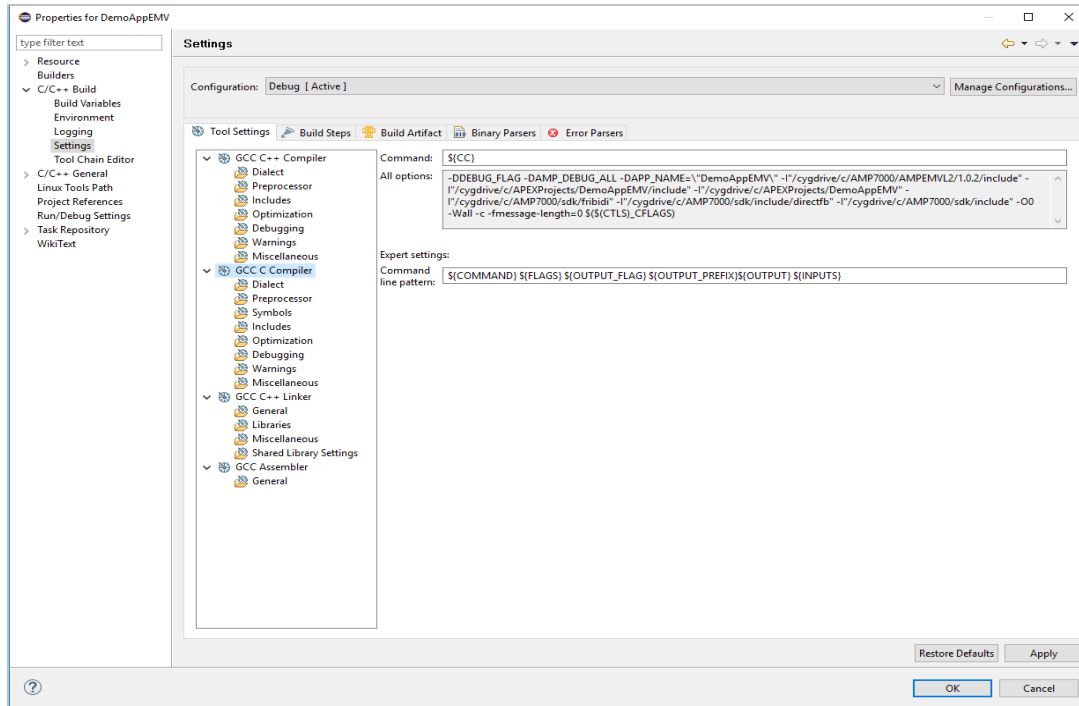 Properties for DemoAppEMV
type filter text
Resource
Builders
C/C++ Build
Build Variables
Environment
Logging
Settings
Tool Chain Editor
C/C++ General
Linux Tools Path
Project References
Run/Debug Settings
Task Repository
WikiText
Settings
Configuration: Debug [ Active ] Manage Configurations...
Tool Settings Build Steps Build Artifact Binary Parsers Error Parsers
GCC C++ Compiler
Dialect
Preprocessor
Includes
Optimization
Debugging
Warnings
Miscellaneous
GCC C Compiler
Dialect
Preprocessor
Symbols
Includes
Optimization
Debugging
Warnings
Miscellaneous
GCC C++ Linker
General
Libraries
Miscellaneous
Shared Library Settings
GCC Assembler
General
Command: ${CC}
All options: -DDEBUG_FLAG -DAMP_DEBUG_ALL -DAPP_NAME=\"DemoAppEMV\" -I"/cygdrive/c/AMP7000/AMPEMVL2/1.0.2/include" -
I"/cygdrive/c/APEXProjects/DemoAppEMV/include" -I"/cygdrive/c/APEXProjects/DemoAppEMV" -
I"/cygdrive/c/AMP7000/sdk/fribidi" -I"/cygdrive/c/AMP7000/sdk/include/directfb" -I"/cygdrive/c/AMP7000/sdk/include" -O0
-Wall -c -fmessage-length=0 $($(CTLS)_CFLAGS)
Expert settings:
Command
line pattern: ${COMMAND} ${FLAGS} ${OUTPUT_FLAG} ${OUTPUT_PREFIX}${OUTPUT} ${INPUTS}
Restore Defaults Apply
OK Cancel